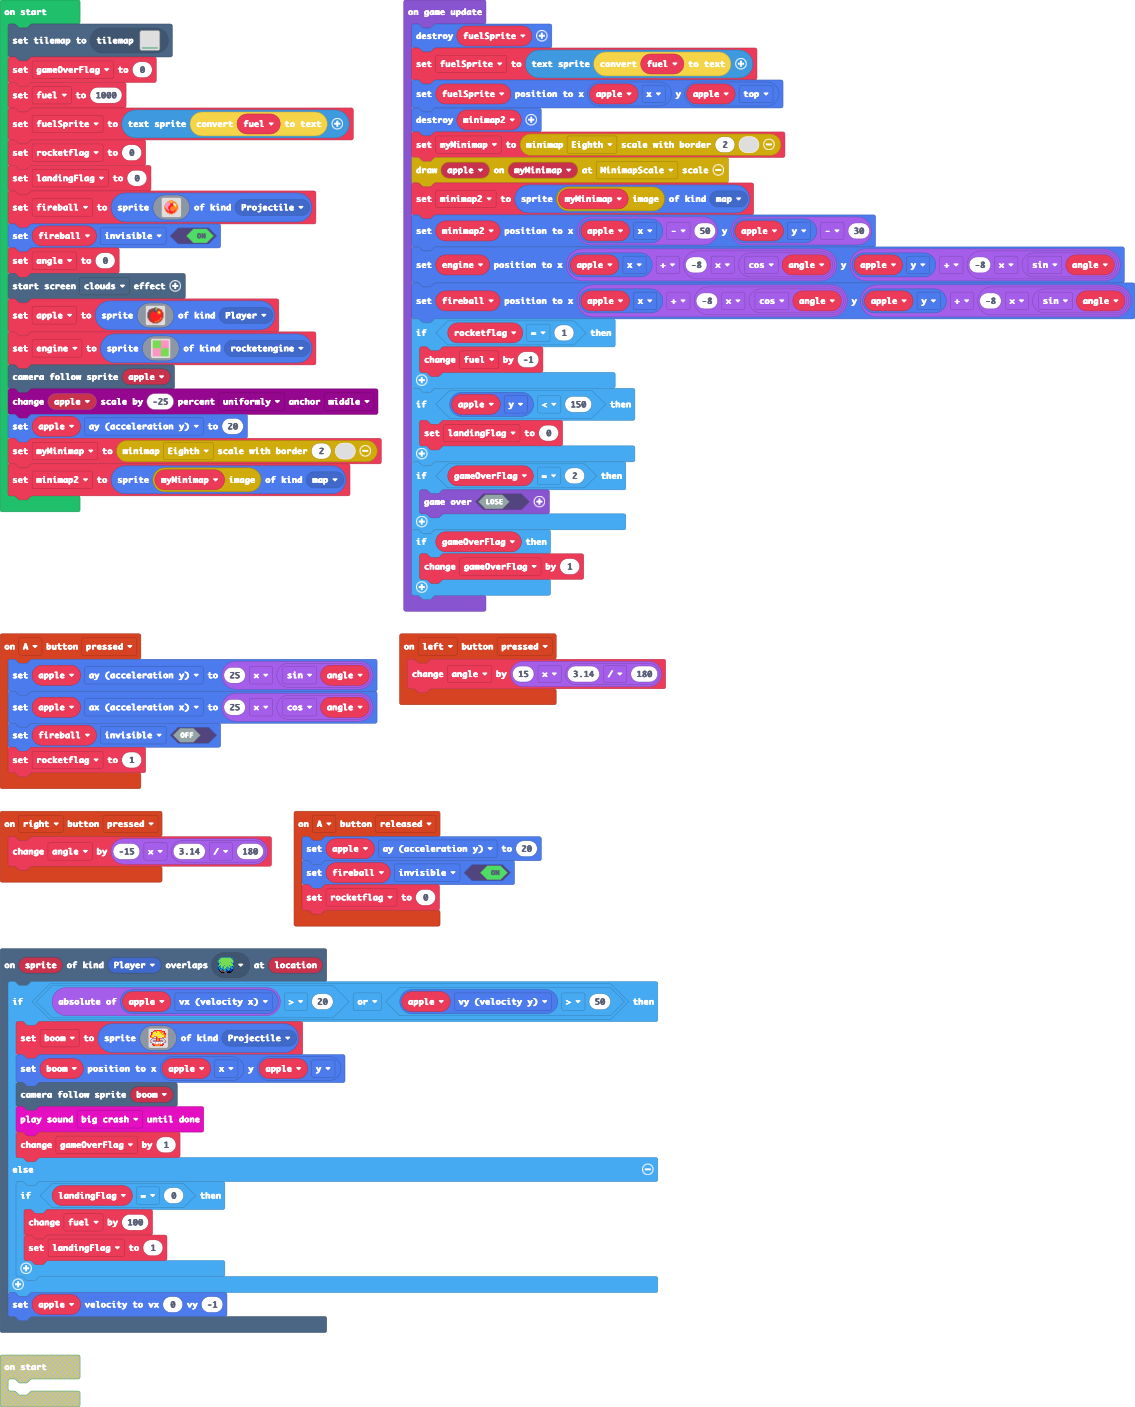 on start
set tilemap to tilemap
set gameOverFlag to 0
set fuel to 1000
set fuelSprite to text sprite convert fuel to text
set rocketflag to 0
set landingFlag to 0
set fireball to sprite of kind Projectile
set fireball invisible ON
set angle to 0
start screen clouds effect
set apple to sprite of kind Player
set engine to sprite of kind rocketengine
camera follow sprite apple
change apple scale by -25 percent uniformly anchor middle
set apple ay (acceleration y) to 20
set myMinimap to minimap Eighth scale with border 2
set minimap2 to sprite myMinimap image of kind map
on game update
destroy fuelSprite
set fuelSprite to text sprite convert fuel to text
set fuelSprite position to x apple x y apple top
destroy minimap2
set myMinimap to minimap Eighth scale with border 2
draw apple on myMinimap at MinimapScale scale
set minimap2 to sprite myMinimap image of kind map
set minimap2 position to x apple x - 50 y apple y - 30
set engine position to x apple x + -8 x cos angle y apple y + -8 x sin angle
set fireball position to x apple x + -8 x cos angle y apple y + -8 x sin angle
if rocketflag = 1 then
change fuel by -1
if apple y < 150 then
set landingFlag to 0
if gameOverFlag = 2 then
game over LOSE
if gameOverFlag then
change gameOverFlag by 1
on A button pressed
set apple ay (acceleration y) to 25 x sin angle
set apple ax (acceleration x) to 25 x cos angle
set fireball invisible OFF
set rocketflag to 1
on left button pressed
change angle by 15 x 3.14 / 180
on right button pressed
change angle by -15 x 3.14 / 180
on A button released
set apple ay (acceleration y) to 20
set fireball invisible ON
set rocketflag to 0
on sprite of kind Player overlaps at location
if absolute of apple vx (velocity x) > 20 or apple vy (velocity y) > 50 then
set boom to sprite of kind Projectile
set boom position to x apple x y apple y
camera follow sprite boom
play sound big crash until done
change gameOverFlag by 1
else
if landingFlag = 0 then
change fuel by 100
set landingFlag to 1
set apple velocity to vx 0 vy -1
on start